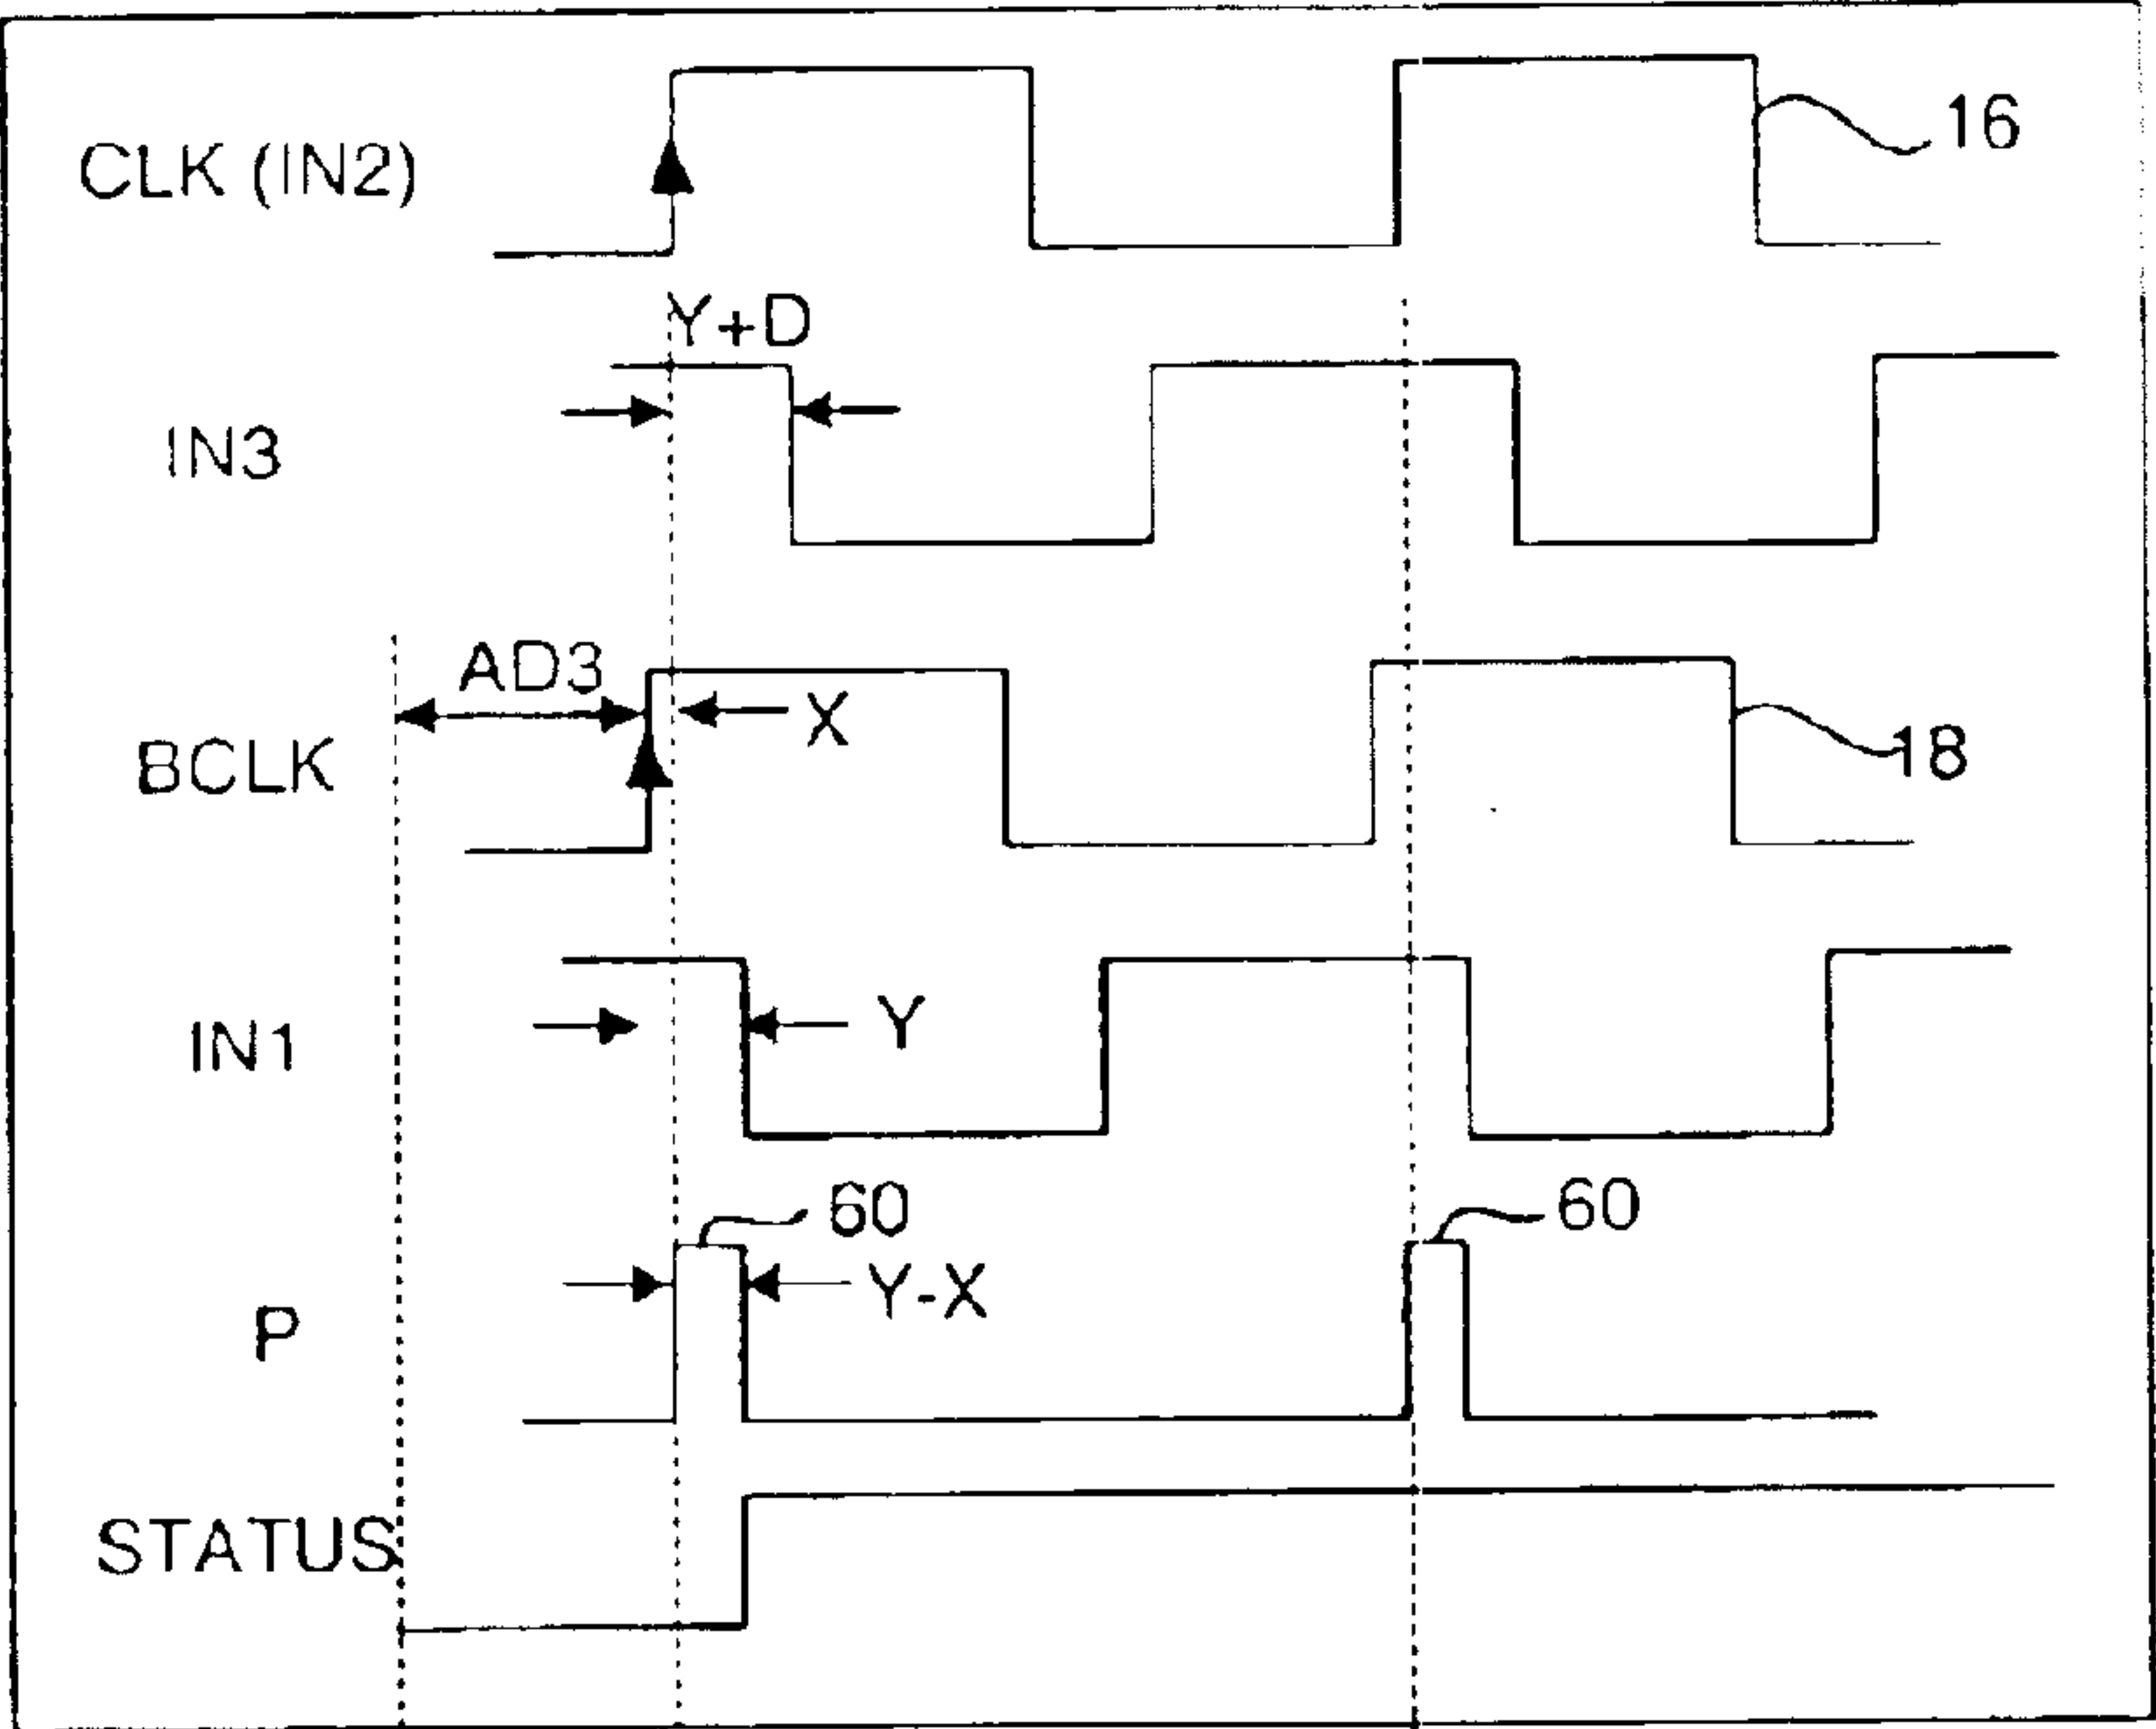 CLK (IN2)
16
Y+D
IN3
AD3
X
BCLK
18
IN1
Y
60
60
P
Y-X
STATUS